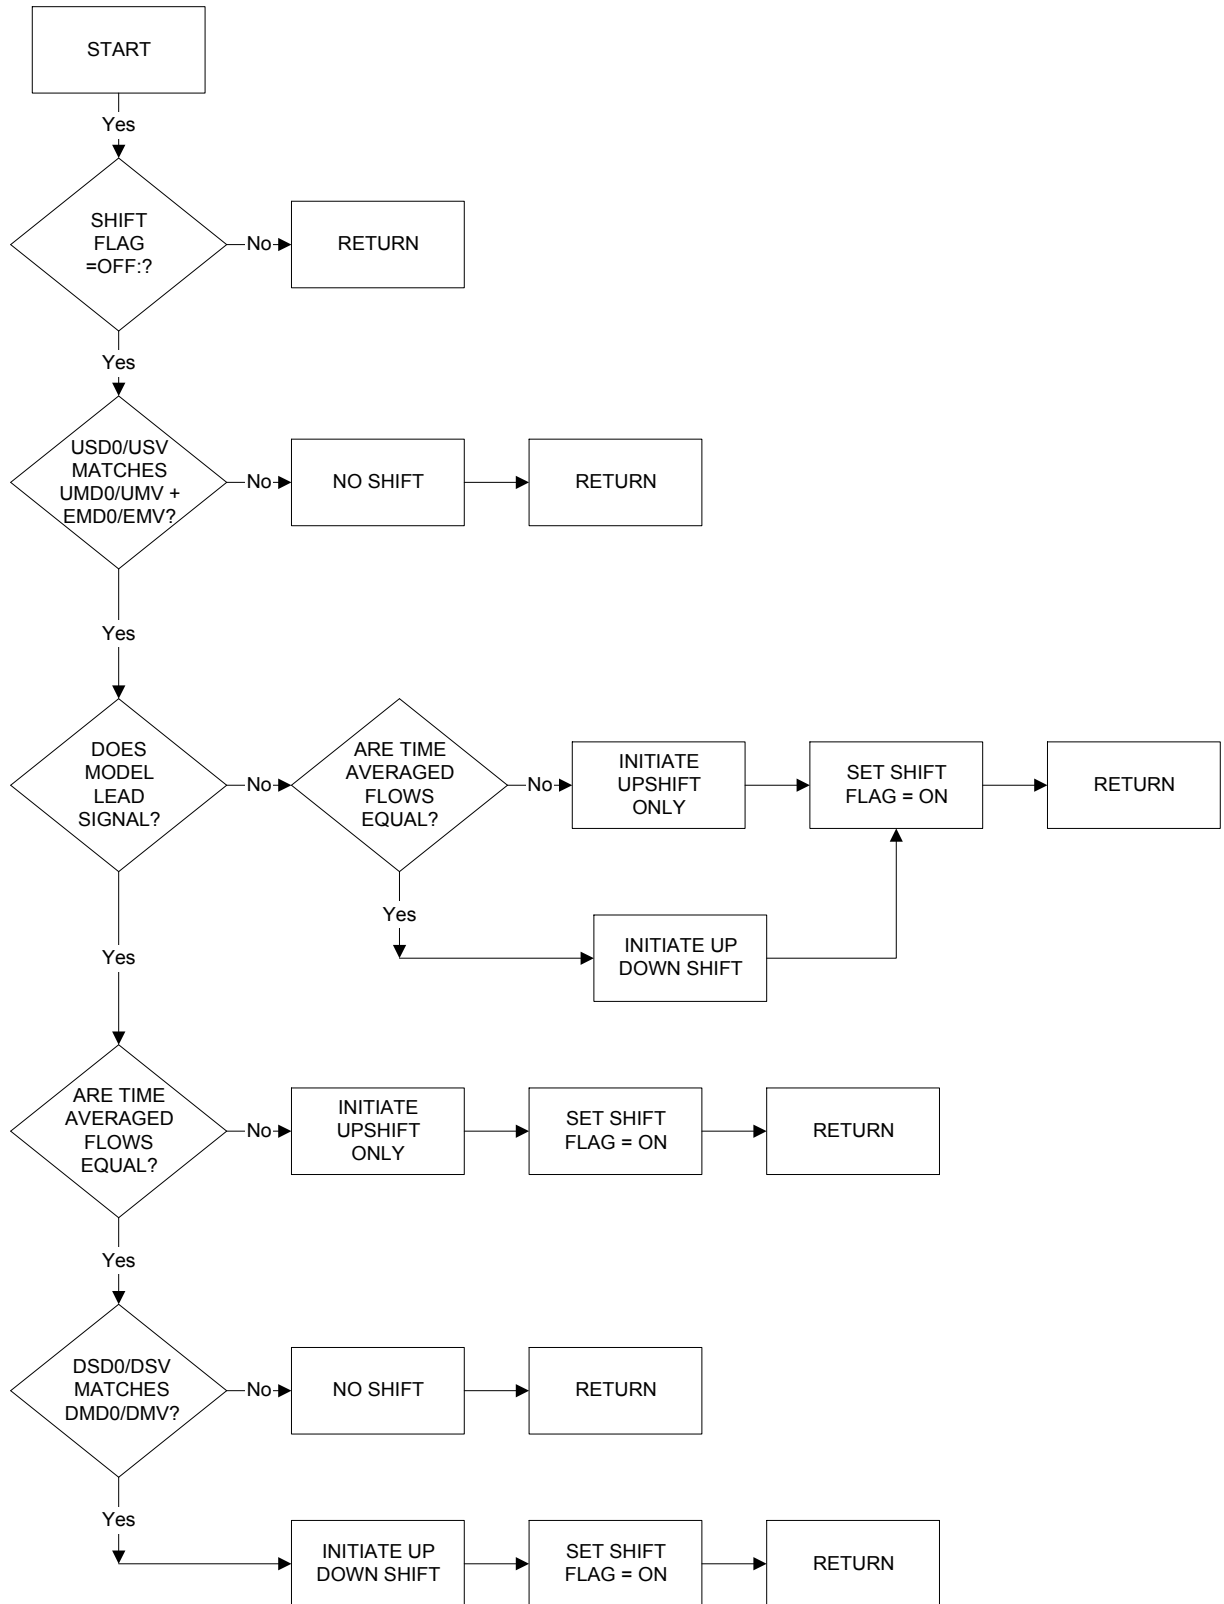 START
Yes
SHIFT
FLAG
=OFF:?
No
RETURN
Yes
USD0/USV
MATCHES
UMD0/UMV +
EMD0/EMV?
No
NO SHIFT
RETURN
Yes
DOES
MODEL
LEAD
SIGNAL?
No
ARE TIME
AVERAGED
FLOWS
EQUAL?
No
INITIATE
UPSHIFT
ONLY
SET SHIFT
FLAG = ON
RETURN
Yes
INITIATE UP
DOWN SHIFT
Yes
ARE TIME
AVERAGED
FLOWS
EQUAL?
No
INITIATE
UPSHIFT
ONLY
SET SHIFT
FLAG = ON
RETURN
Yes
DSD0/DSV
MATCHES
DMD0/DMV?
No
NO SHIFT
RETURN
Yes
INITIATE UP
DOWN SHIFT
SET SHIFT
FLAG = ON
RETURN